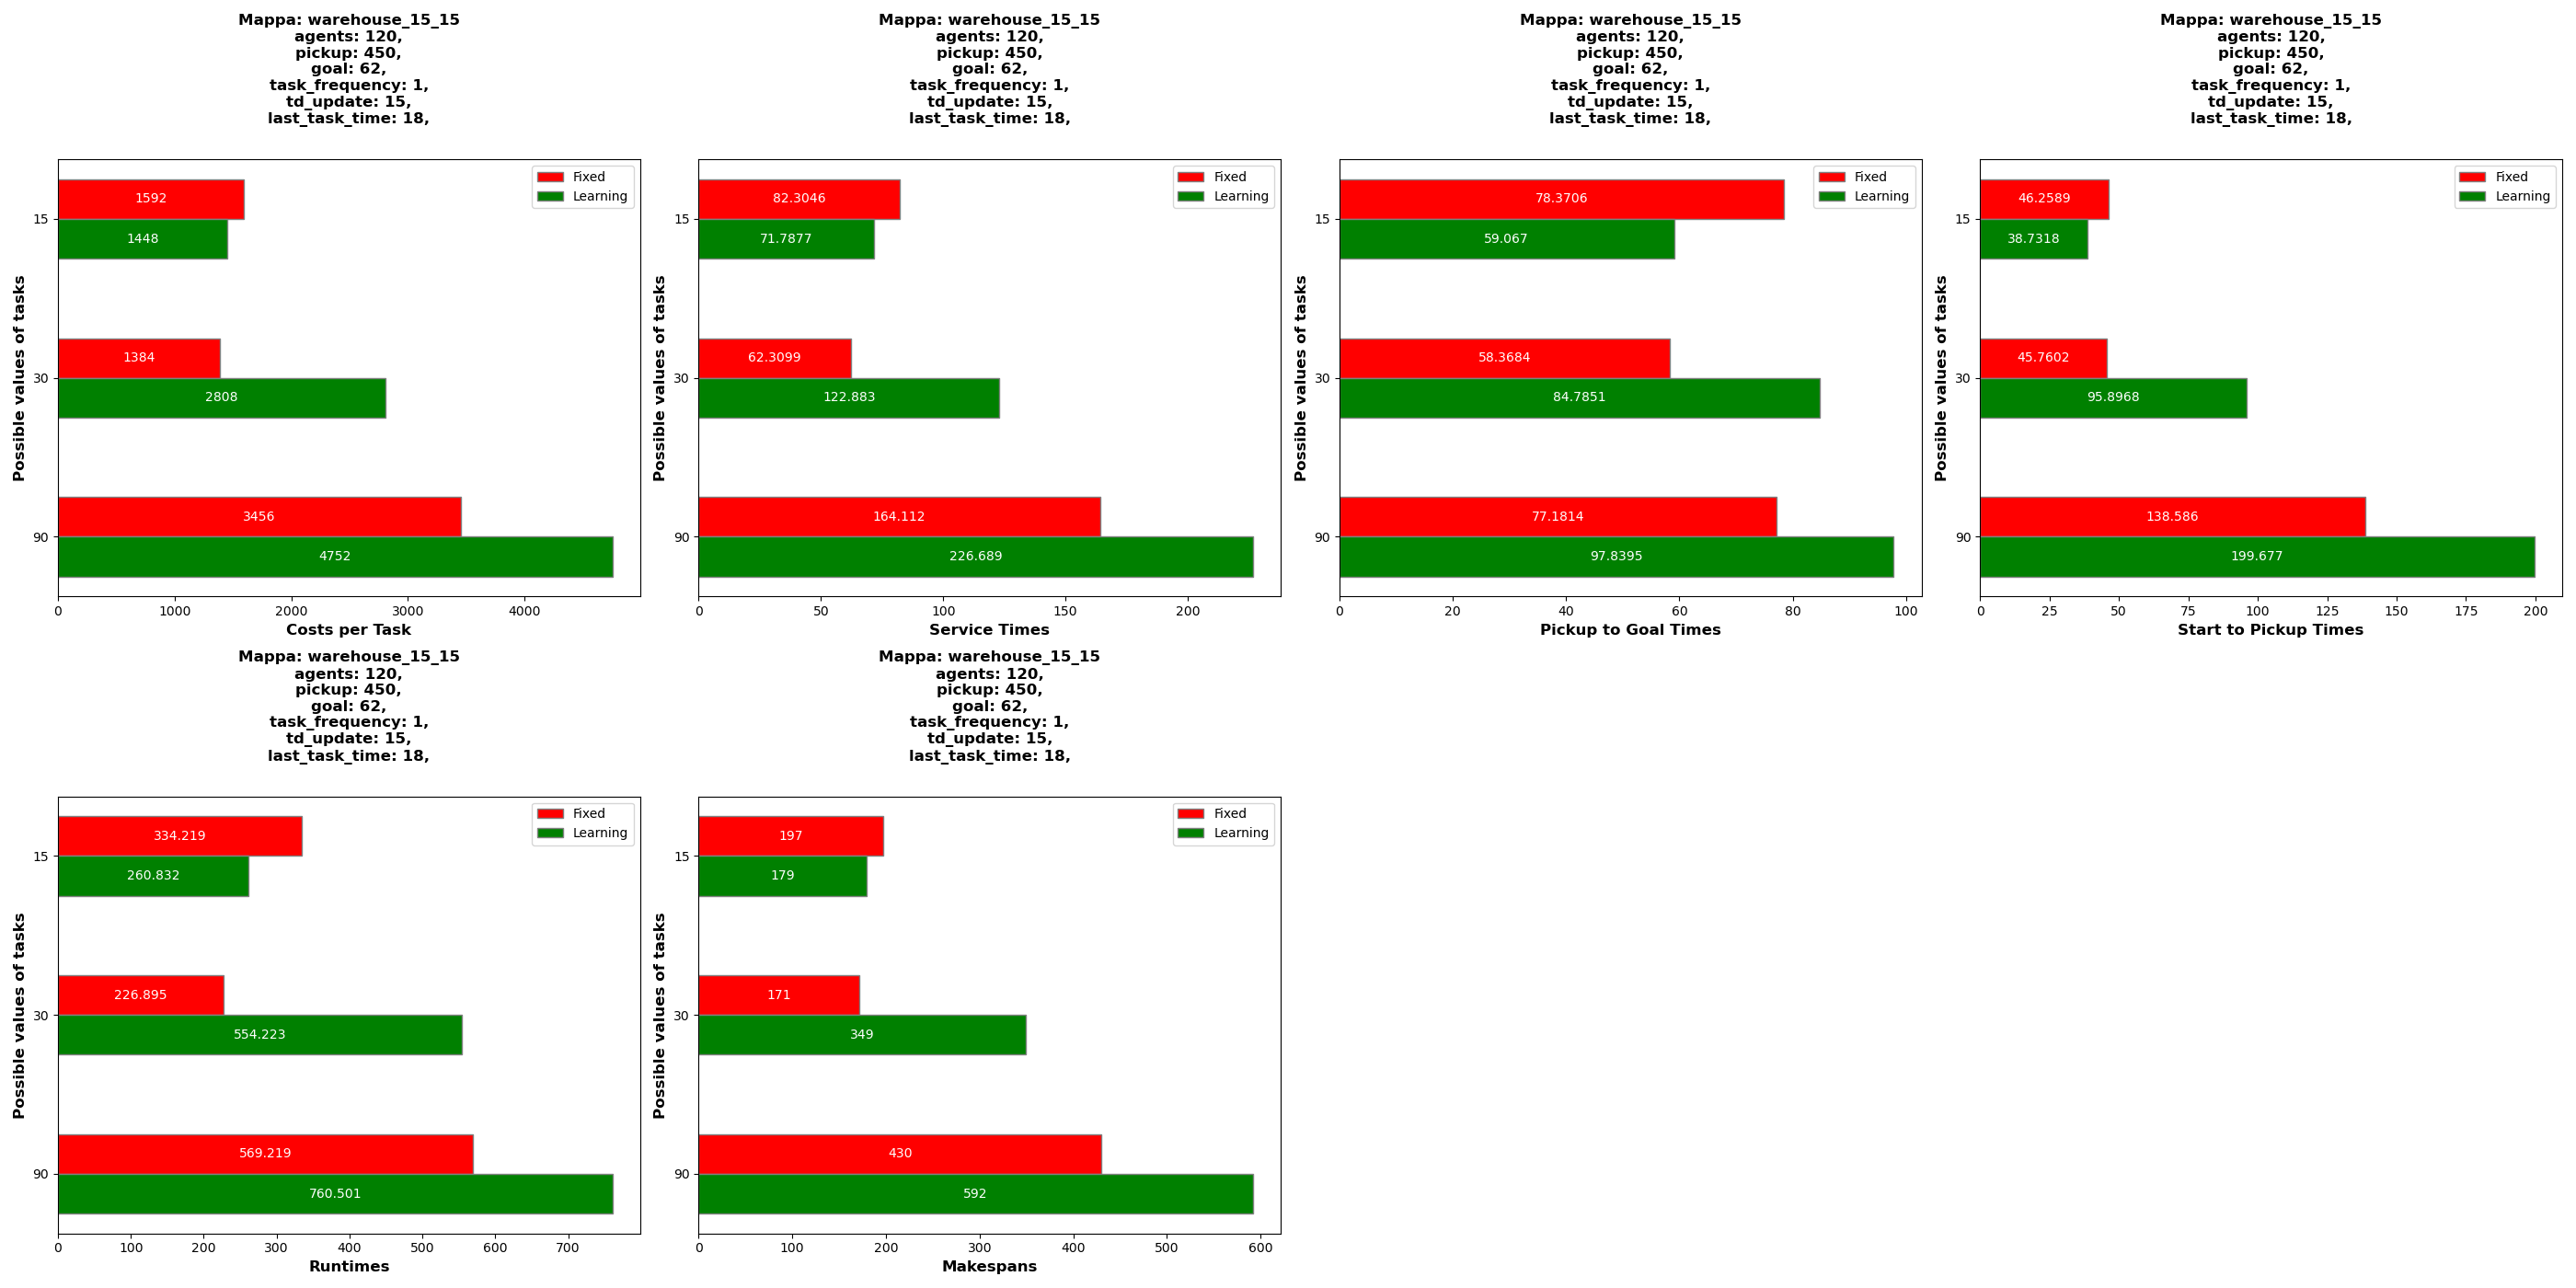 Mappa: warehouse_15_15
agents: 120,
pickup: 450,
goal: 62,
task_frequency: 1,
td_update: 15,
last_task_time: 18,
Fixed
Learning
Possible values of tasks
15
30
90
1592
1448
1384
2808
3456
4752
0 1000 2000 3000 4000
Costs per Task
Mappa: warehouse_15_15
agents: 120,
pickup: 450,
goal: 62,
task_frequency: 1,
td_update: 15,
last_task_time: 18,
Fixed
Learning
Possible values of tasks
15
30
90
82.3046
71.7877
62.3099
122.883
164.112
226.689
0 50 100 150 200
Service Times
Mappa: warehouse_15_15
agents: 120,
pickup: 450,
goal: 62,
task_frequency: 1,
td_update: 15,
last_task_time: 18,
Fixed
Learning
Possible values of tasks
15
30
90
78.3706
59.067
58.3684
84.7851
77.1814
97.8395
0 20 40 60 80 100
Pickup to Goal Times
Mappa: warehouse_15_15
agents: 120,
pickup: 450,
goal: 62,
task_frequency: 1,
td_update: 15,
last_task_time: 18,
Fixed
Learning
Possible values of tasks
15
30
90
46.2589
38.7318
45.7602
95.8968
138.586
199.677
0 25 50 75 100 125 150 175 200
Start to Pickup Times
Mappa: warehouse_15_15
agents: 120,
pickup: 450,
goal: 62,
task_frequency: 1,
td_update: 15,
last_task_time: 18,
Fixed
Learning
Possible values of tasks
15
30
90
334.219
260.832
226.895
554.223
569.219
760.501
0 100 200 300 400 500 600 700
Runtimes
Mappa: warehouse_15_15
agents: 120,
pickup: 450,
goal: 62,
task_frequency: 1,
td_update: 15,
last_task_time: 18,
Fixed
Learning
Possible values of tasks
15
30
90
197
179
171
349
430
592
0 100 200 300 400 500 600
Makespans